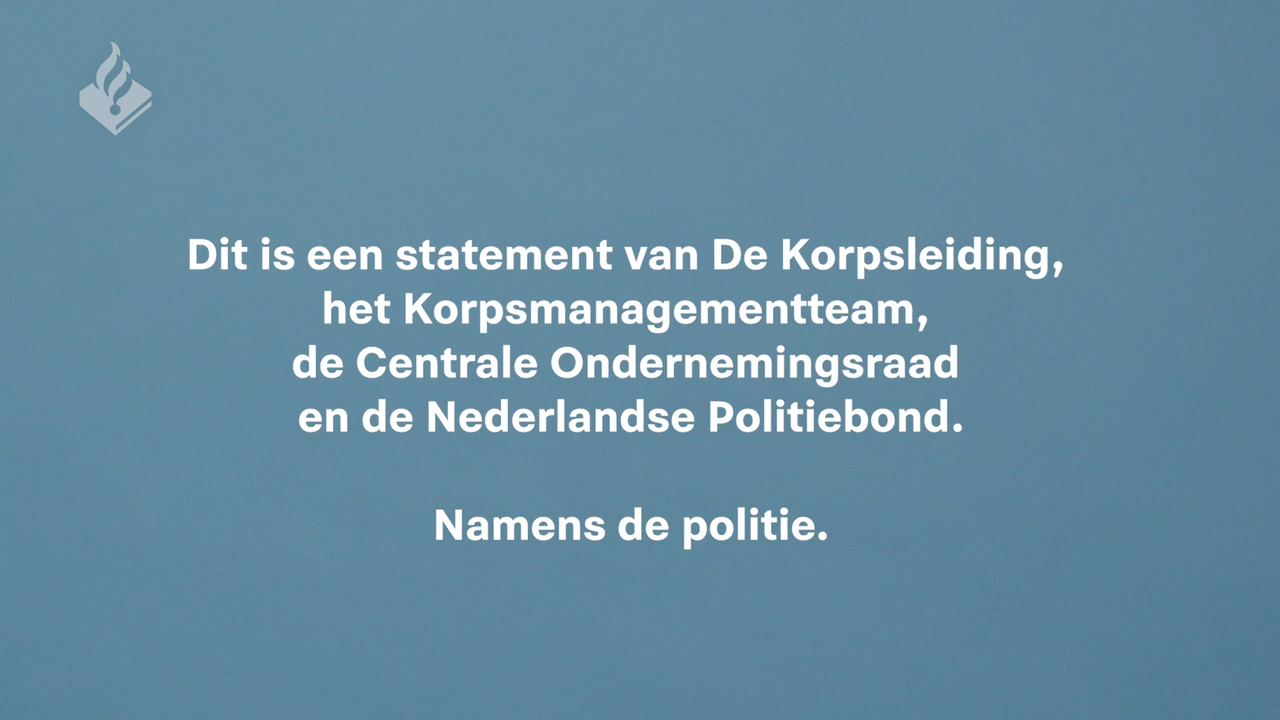 Dit is een statement van De Korpsleiding,
het Korpsmanagementteam,
de Centrale Ondernemingsraad
en de Nederlandse Politiebond.
Namens de politie.